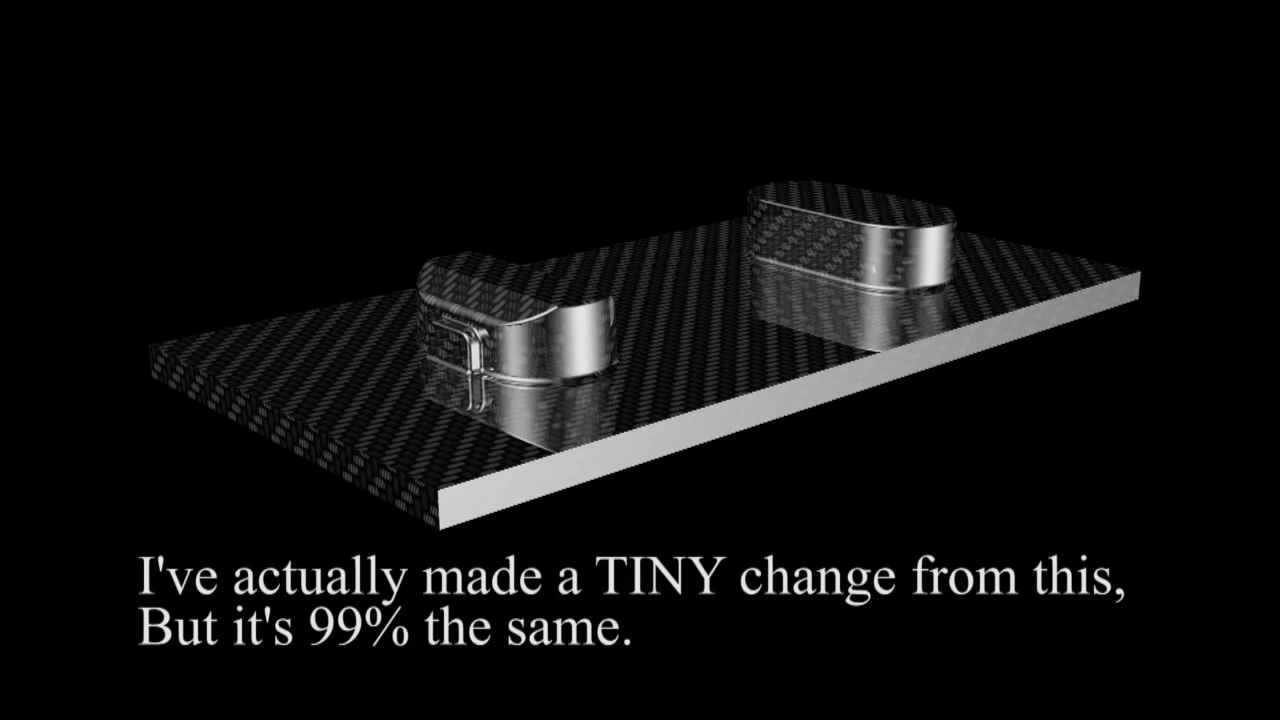 I've actually made a TINY change from this,
But it's 99% the same.